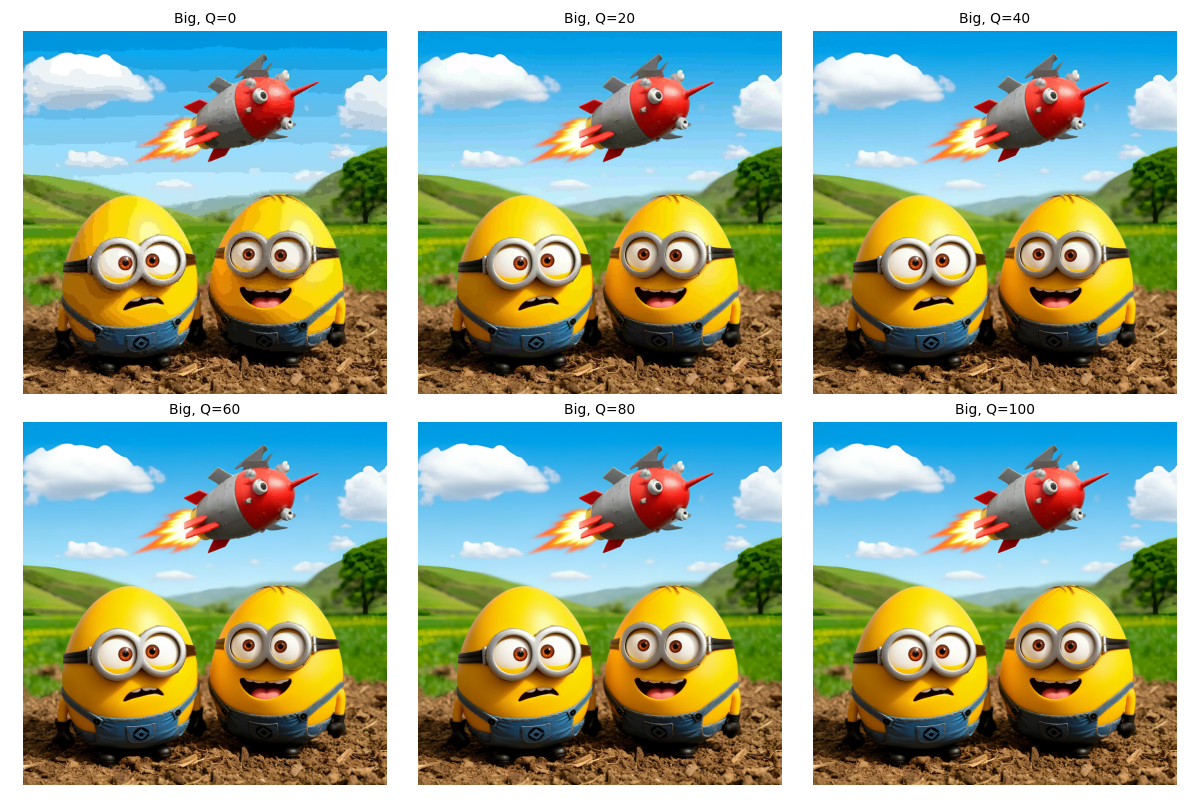 Big, Q=0
Big, Q=20
Big, Q=40
Big, Q=60
Big, Q=80
Big, Q=100